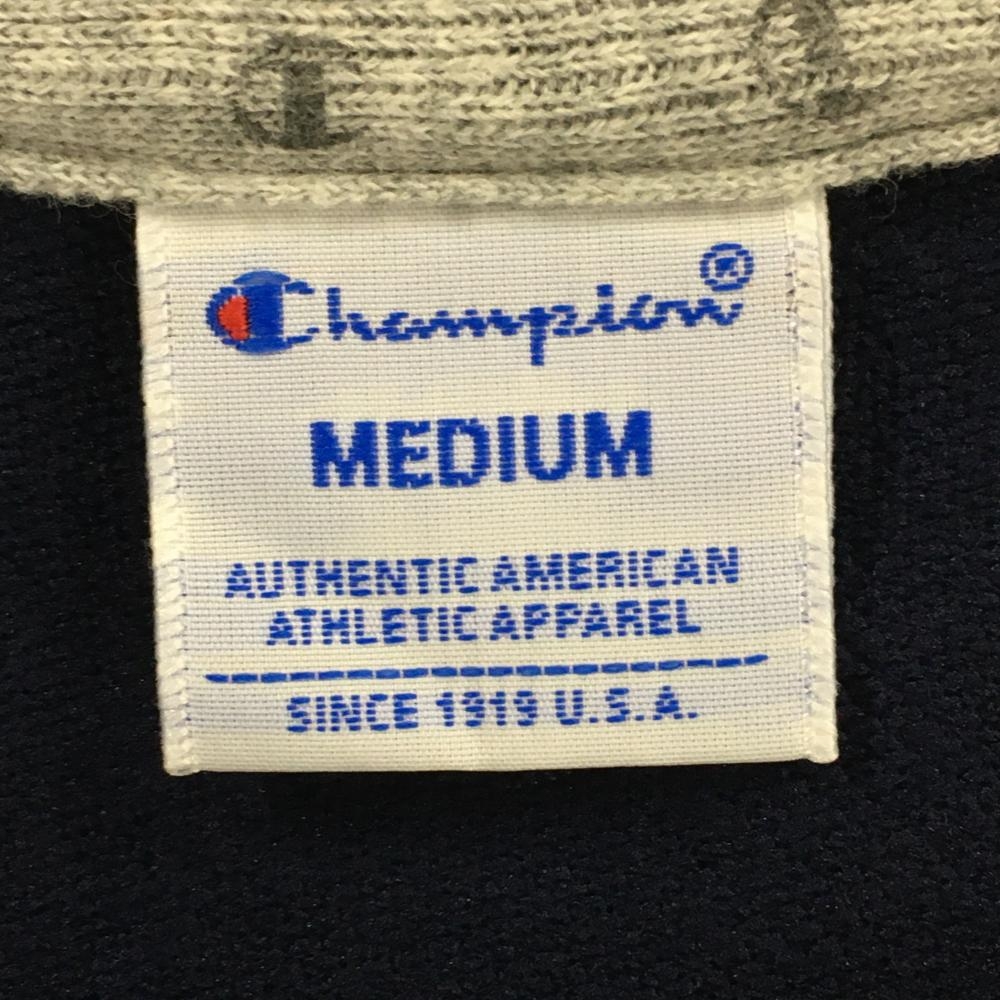 Champion®
MEDIUM
AUTHENTIC AMERICAN
ATHLETIC APPAREL
SINCE 1919 U.S.A.